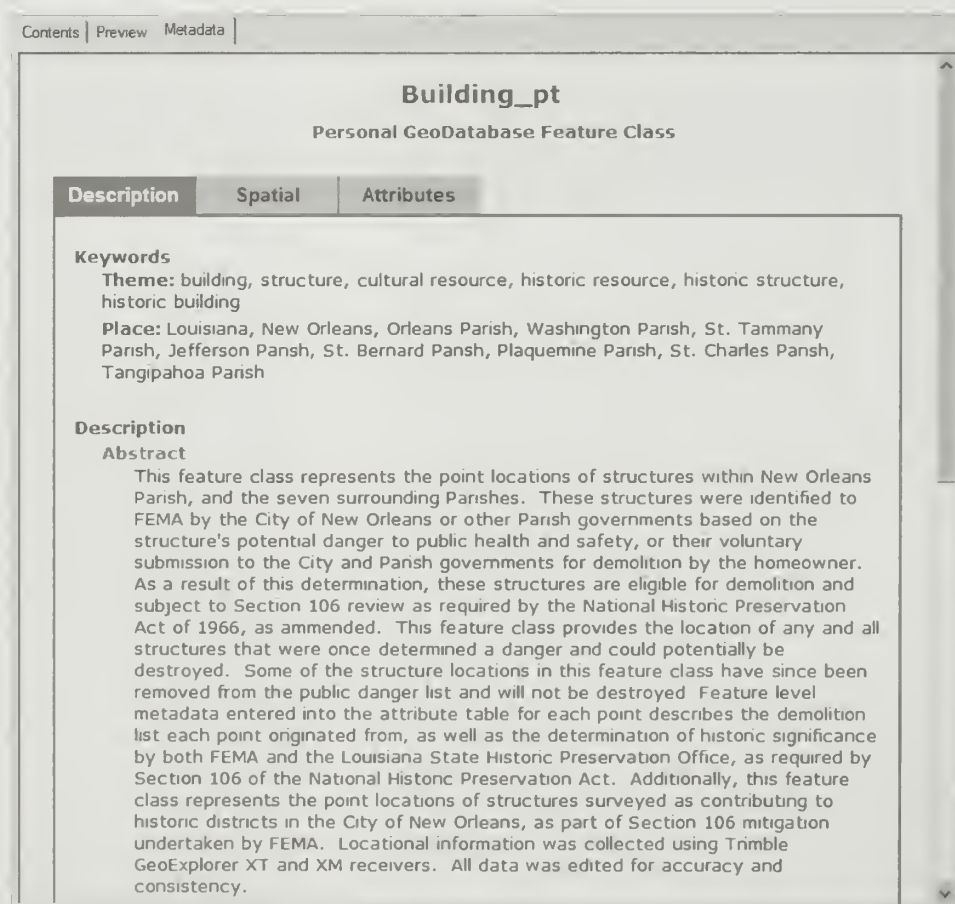 Contents | Preview Metadata |
Building_pt
Personal GeoDatabase Feature Class
Description Spatial Attributes
Keywords
Theme: building, structure, cultural resource, historic resource, historic structure,
historic building
Place: Louisiana, New Orleans, Orleans Parish, Washington Parish, St. Tammany
Parish, Jefferson Parish, St. Bernard Parish, Plaquemine Parish, St. Charles Parish,
Tangipahoa Parish
Description
Abstract
This feature class represents the point locations of structures within New Orleans
Parish, and the seven surrounding Parishes. These structures were identified to
FEMA by the City of New Orleans or other Parish governments based on the
structure's potential danger to public health and safety, or their voluntary
submission to the City and Parish governments for demolition by the homeowner.
As a result of this determination, these structures are eligible for demolition and
subject to Section 106 review as required by the National Historic Preservation
Act of 1966, as ammended. This feature class provides the location of any and all
structures that were once determined a danger and could potentially be
destroyed. Some of the structure locations in this feature class have since been
removed from the public danger list and will not be destroyed Feature level
metadata entered into the attribute table for each point describes the demolition
list each point originated from, as well as the determination of historic significance
by both FEMA and the Louisiana State Historic Preservation Office, as required by
Section 106 of the National Historic Preservation Act. Additionally, this feature
class represents the point locations of structures surveyed as contributing to
historic districts in the City of New Orleans, as part of Section 106 mitigation
undertaken by FEMA. Locational information was collected using Trimble
GeoExplorer XT and XM receivers. All data was edited for accuracy and
consistency.